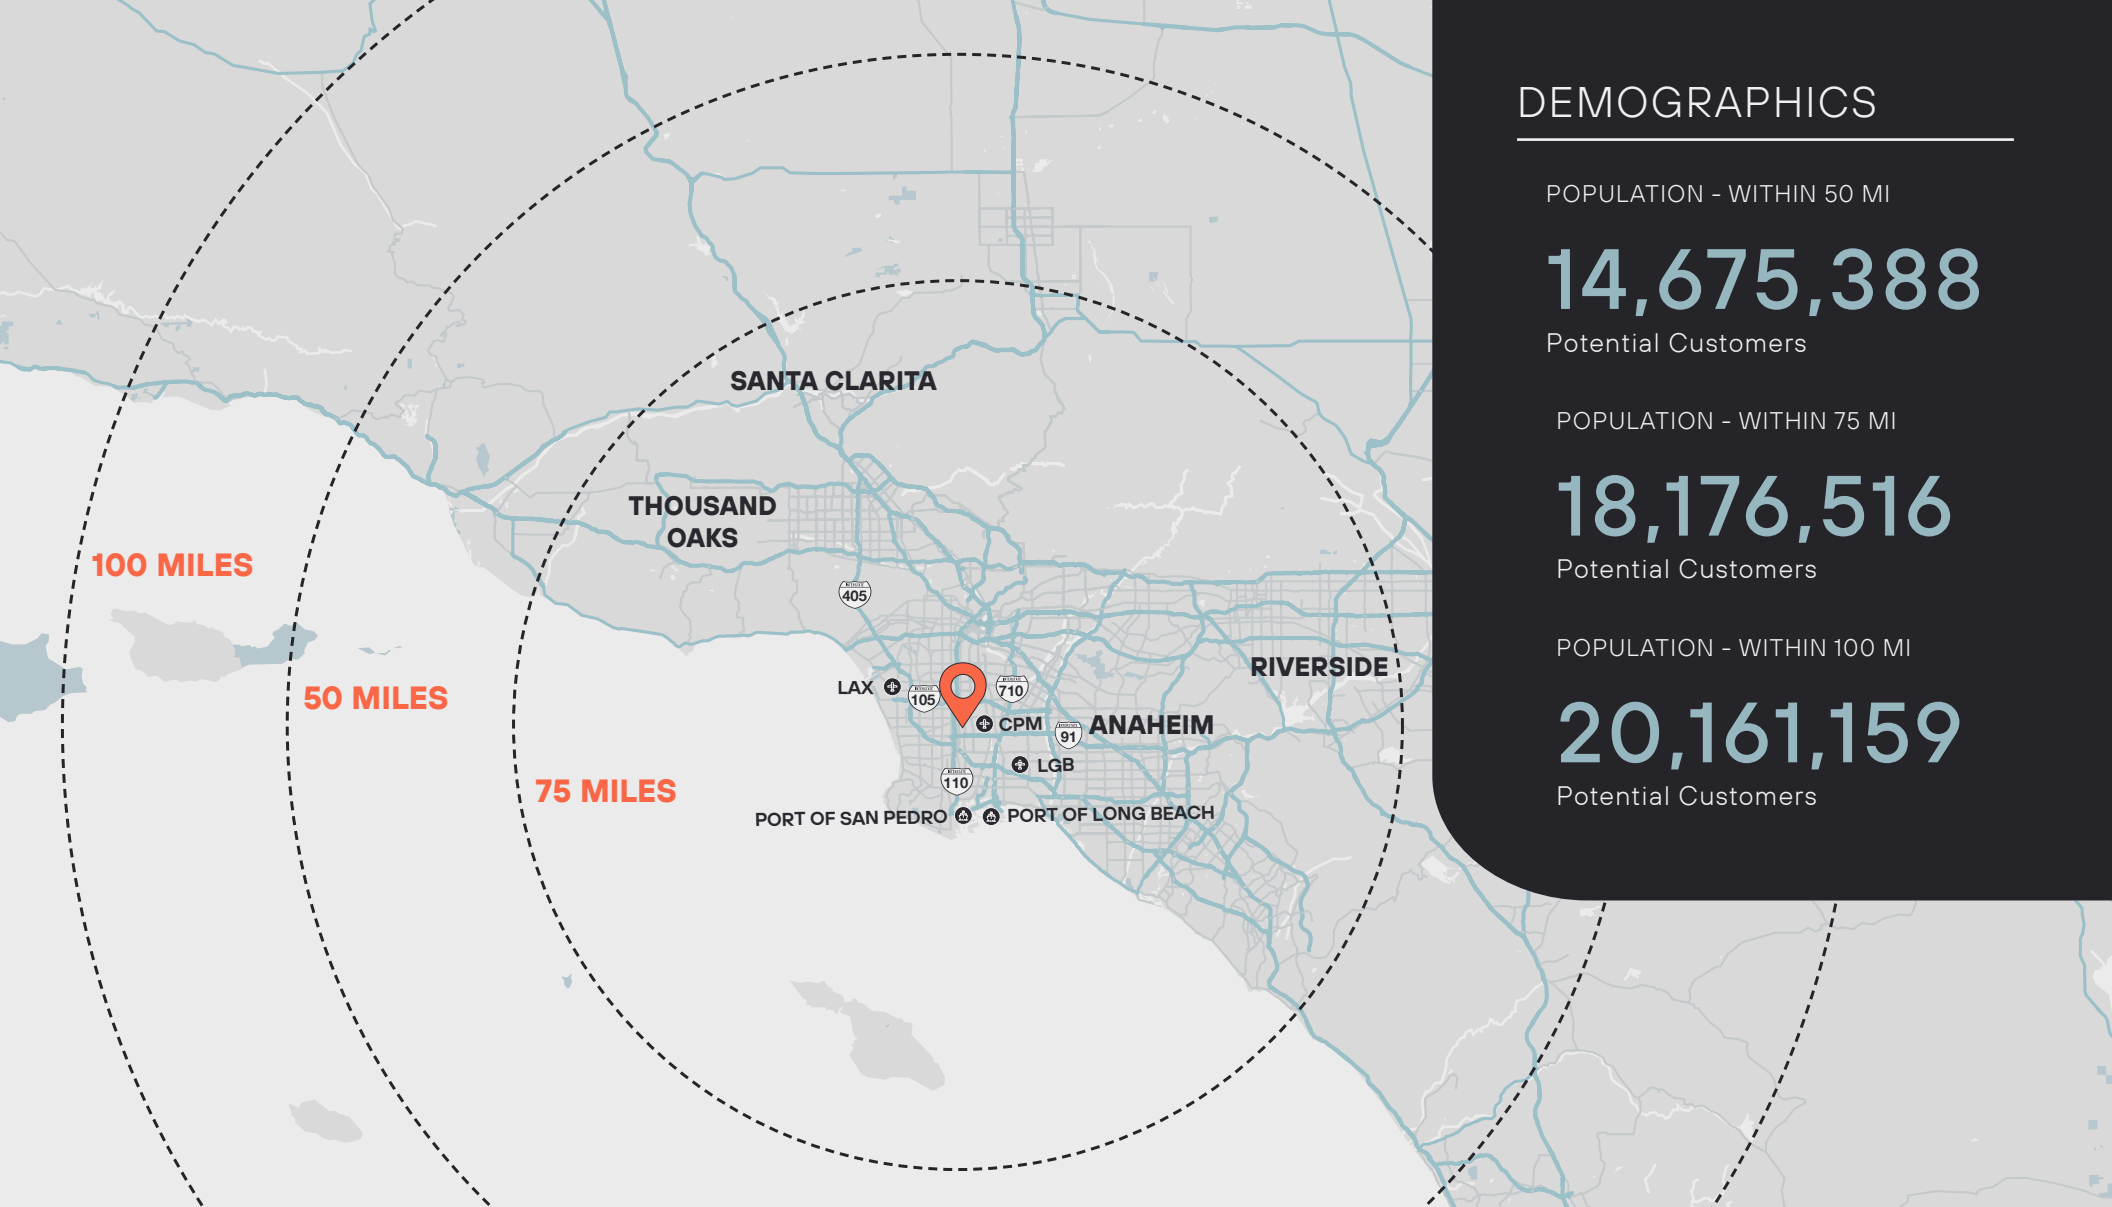 DEMOGRAPHICS
POPULATION - WITHIN 50 MI
14,675,388
Potential Customers
POPULATION - WITHIN 75 MI
18,176,516
Potential Customers
POPULATION - WITHIN 100 MI
20,161,159
Potential Customers
SANTA CLARITA
THOUSAND
OAKS
100 MILES
405
50 MILES
RIVERSIDE
LAX
105
710
CPM
91
ANAHEIM
LGB
110
75 MILES
PORT OF SAN PEDRO
PORT OF LONG BEACH